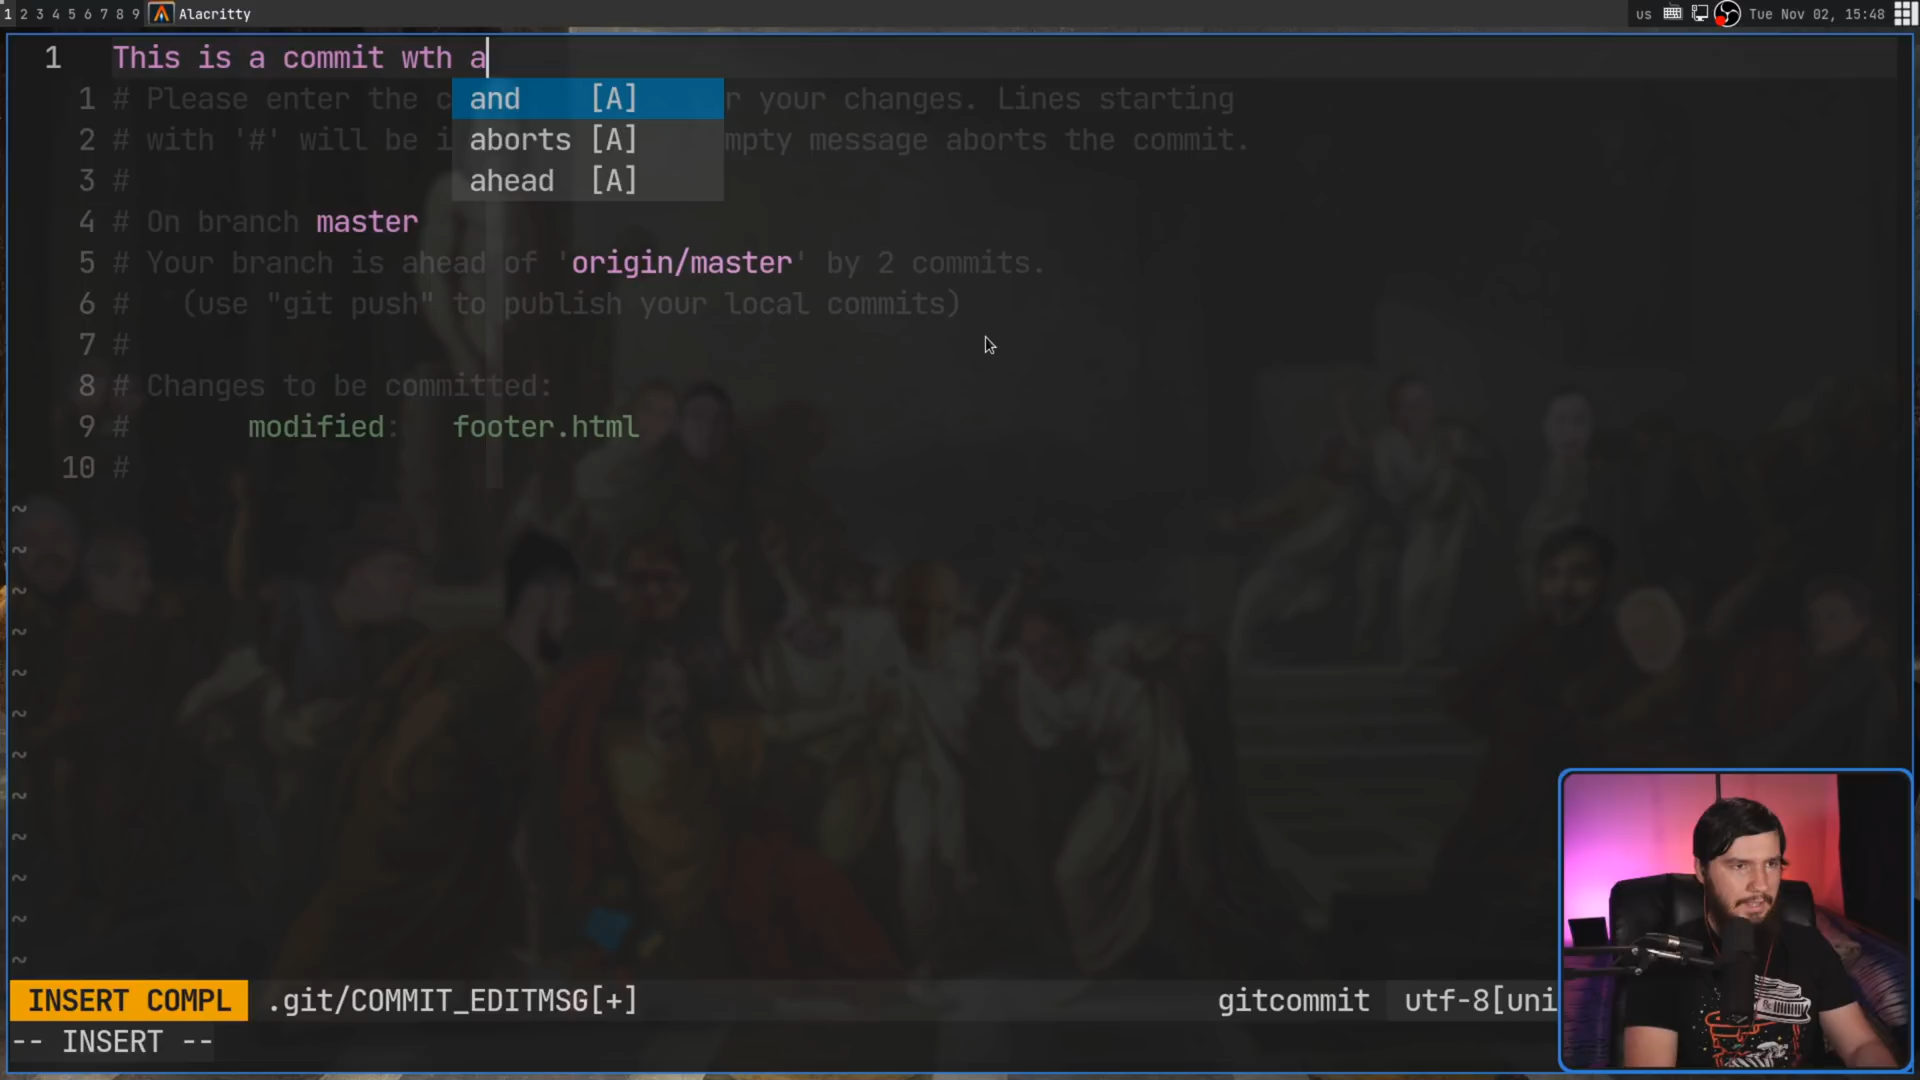 1 2 3 4 5 6 7 8 9 Alacritty us Tue Nov 02, 15:48
1 This is a commit wth a
1 # Please enter the c and [A] r your changes. Lines starting
2 # with '#' will be i aborts [A] mpty message aborts the commit.
3 # ahead [A]
4 # On branch master
5 # Your branch is ahead of 'origin/master' by 2 commits.
6 # (use "git push" to publish your local commits)
7 #
8 # Changes to be committed:
9 # modified: footer.html
10 #
~
~
~
~
~
~
~
~
~
~
~
~
INSERT COMPL .git/COMMIT_EDITMSG[+] gitcommit utf-8[uni
-- INSERT --